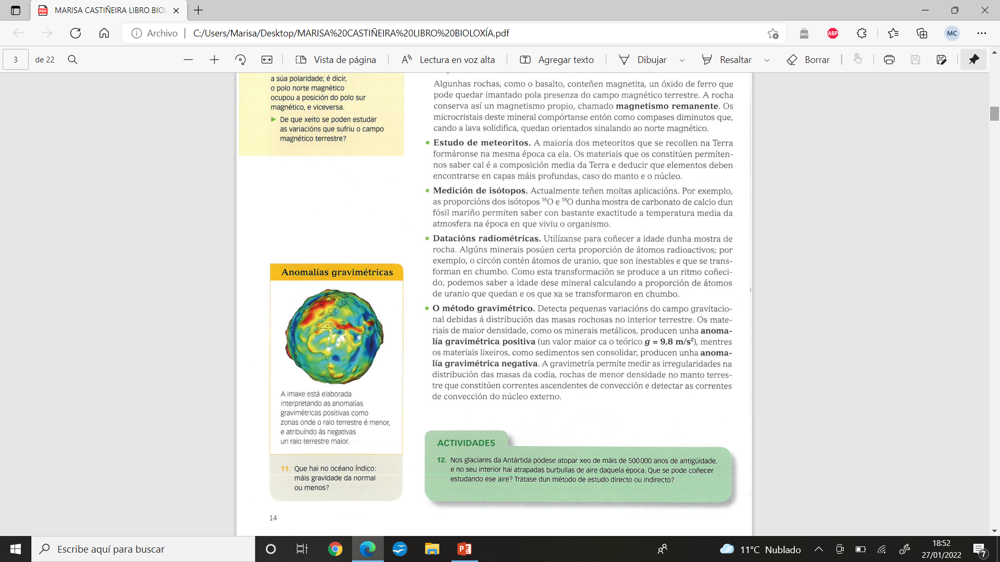 MARISA CASTIÑEIRA LIBRO BIOL
Archivo
C:/Users/Marisa/Desktop/MARISA%20CASTIÑEIRA%20LIBRO%20BIOLOXÍA.pdf
AVG
ABP
MC
3
de 22
Vista de página
Lectura en voz alta
Agregar texto
Dibujar
Resaltar
Borrar
a súa polaridade; é dicir,
o polo norte magnético
ocupou a posición do polo sur
magnético, e viceversa.
De que xeito se poden estudar
as variacións que sufriu o campo
magnético terrestre?
Algunhas rochas, como o basalto, conteñen magnetita, un óxido de ferro que
pode quedar imantado pola presenza do campo magnético terrestre. A rocha
conserva así un magnetismo propio, chamado magnetismo remanente. Os
microcristais deste mineral compórtanse entón como compases diminutos que,
cando a lava solidifica, quedan orientados sinalando ao norte magnético.
Estudo de meteoritos. A maioría dos meteoritos que se recollen na Terra
formáronse na mesma época ca ela. Os materiais que os constitúen permíten-
nos saber cal é a composición media da Terra e deducir que elementos deben
encontrarse en capas máis profundas, caso do manto e o núcleo.
Medición de isótopos. Actualmente teñen moitas aplicacións. Por exemplo,
as proporcións dos isótopos ¹⁶O e ¹⁸O dunha mostra de carbonato de calcio dun
fósil mariño permiten saber con bastante exactitude a temperatura media da
atmosfera na época en que viviu o organismo.
Datacións radiométricas. Utilízanse para coñecer a idade dunha mostra de
rocha. Algúns minerais posúen certa proporción de átomos radioactivos; por
exemplo, o circón contén átomos de uranio, que son inestables e que se trans-
forman en chumbo. Como esta transformación se produce a un ritmo coñeci-
do, podemos saber a idade dese mineral calculando a proporción de átomos
de uranio que quedan e os que xa se transformaron en chumbo.
O método gravimétrico. Detecta pequenas variacións do campo gravitacio-
nal debidas á distribución das masas rochosas no interior terrestre. Os mate-
riais de maior densidade, como os minerais metálicos, producen unha anoma-
lía gravimétrica positiva (un valor maior ca o teórico g = 9,8 m/s²), mentres
os materiais lixeiros, como sedimentos sen consolidar, producen unha anoma-
lía gravimétrica negativa. A gravimetría permite medir as irregularidades na
distribución das masas da codia, rochas de menor densidade no manto terres-
tre que constitúen correntes ascendentes de convección e detectar as correntes
de convección do núcleo externo.
Anomalías gravimétricas
A imaxe está elaborada
interpretando as anomalías
gravimétricas positivas como
zonas onde o raio terrestre é menor,
e atribuíndo ás negativas
un raio terrestre maior.
11. Que hai no océano Índico:
máis gravidade da normal
ou menos?
ACTIVIDADES
12. Nos glaciares da Antártida pódese atopar xeo de máis de 500 000 anos de antigüidade,
e no seu interior hai atrapadas burbullas de aire daquela época. Que se pode coñecer
estudando ese aire? Trátase dun método de estudo directo ou indirecto?
14
Escribe aquí para buscar
11°C Nublado
18:52
27/01/2022
7